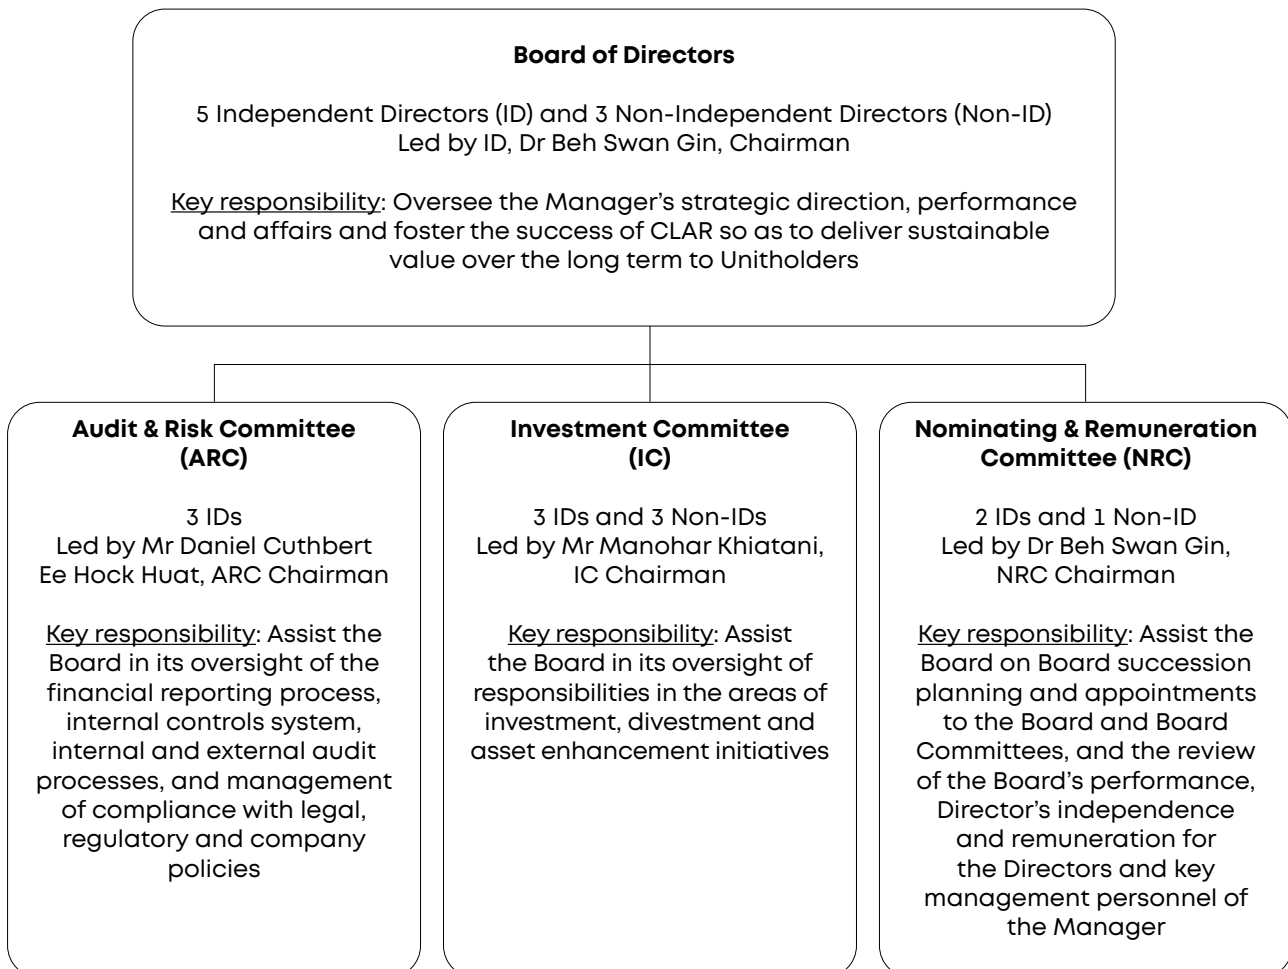 Board of Directors
5 Independent Directors (ID) and 3 Non-Independent Directors (Non-ID)
Led by ID, Dr Beh Swan Gin, Chairman
Key responsibility: Oversee the Manager’s strategic direction, performance
and affairs and foster the success of CLAR so as to deliver sustainable
value over the long term to Unitholders
Audit & Risk Committee
(ARC)
3 IDs
Led by Mr Daniel Cuthbert
Ee Hock Huat, ARC Chairman
Key responsibility: Assist the
Board in its oversight of the
financial reporting process,
internal controls system,
internal and external audit
processes, and management
of compliance with legal,
regulatory and company
policies
Investment Committee
(IC)
3 IDs and 3 Non-IDs
Led by Mr Manohar Khiatani,
IC Chairman
Key responsibility: Assist
the Board in its oversight of
responsibilities in the areas of
investment, divestment and
asset enhancement initiatives
Nominating & Remuneration
Committee (NRC)
2 IDs and 1 Non-ID
Led by Dr Beh Swan Gin,
NRC Chairman
Key responsibility: Assist the
Board on Board succession
planning and appointments
to the Board and Board
Committees, and the review
of the Board’s performance,
Director’s independence
and remuneration for
the Directors and key
management personnel of
the Manager